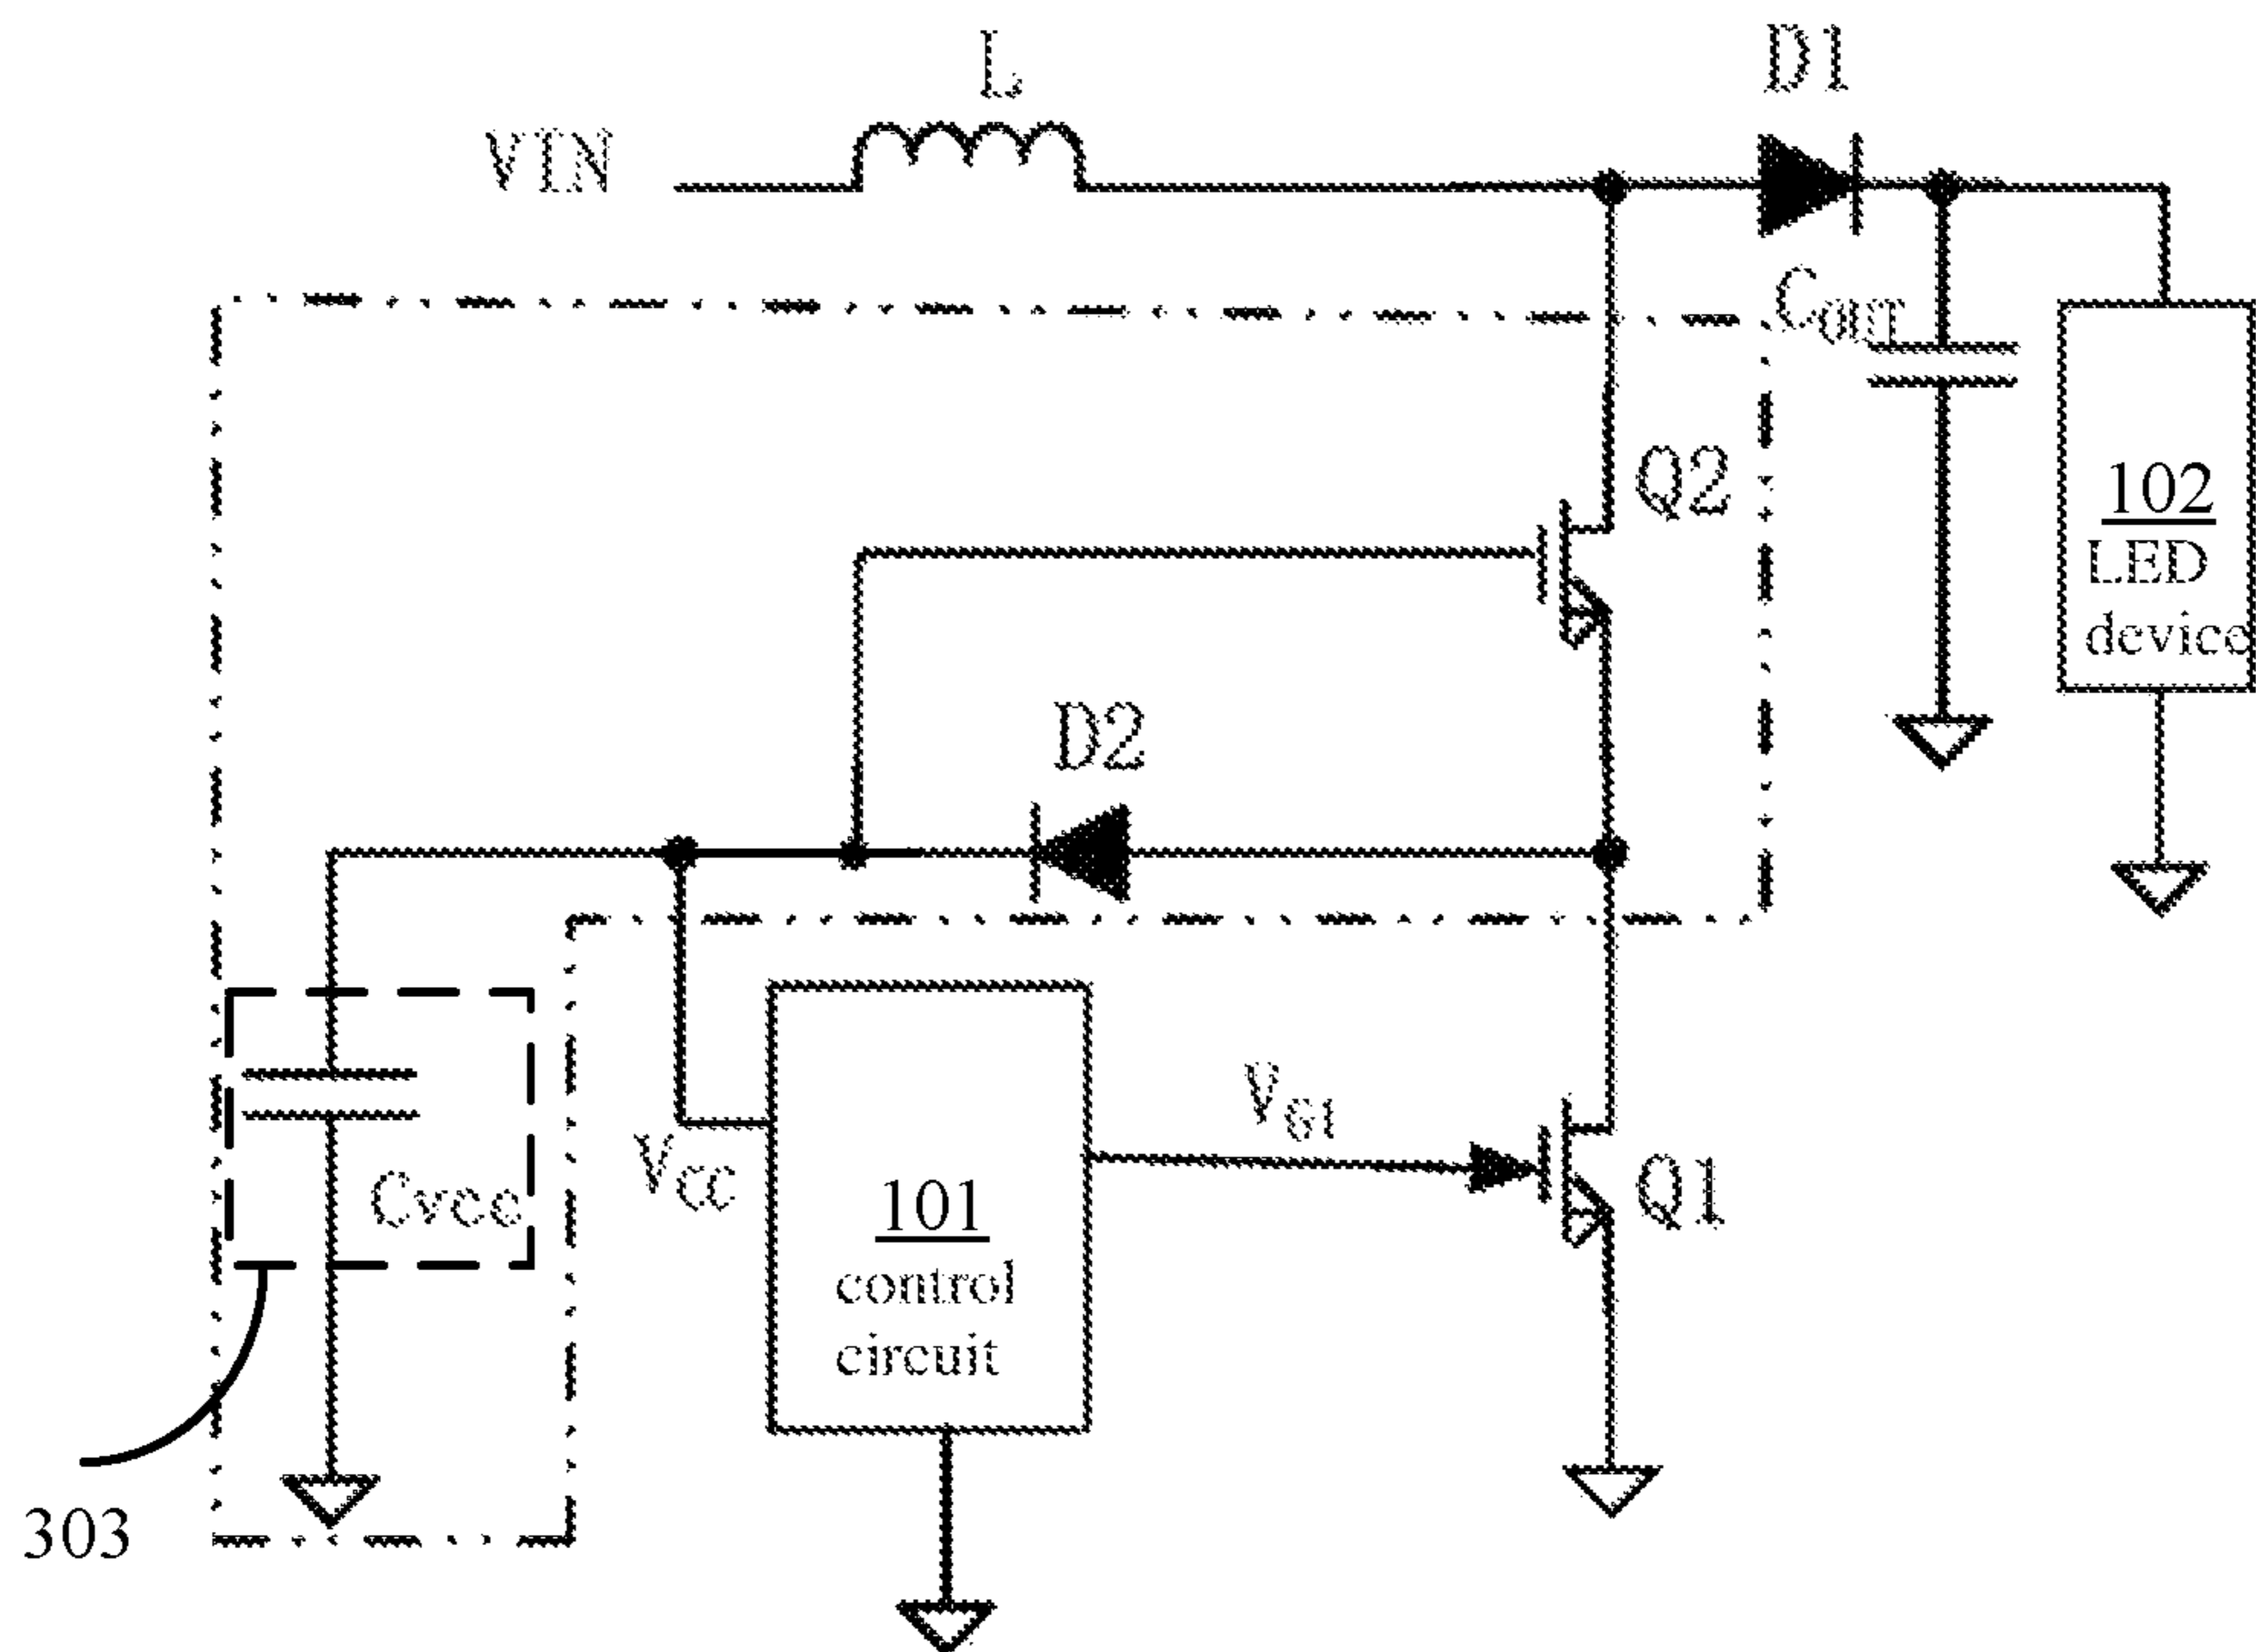 L
D1
VIN
COUT
Q2
102
LED
device
D2
VG1
VCC
Cvcc
101
control
circuit
Q1
303